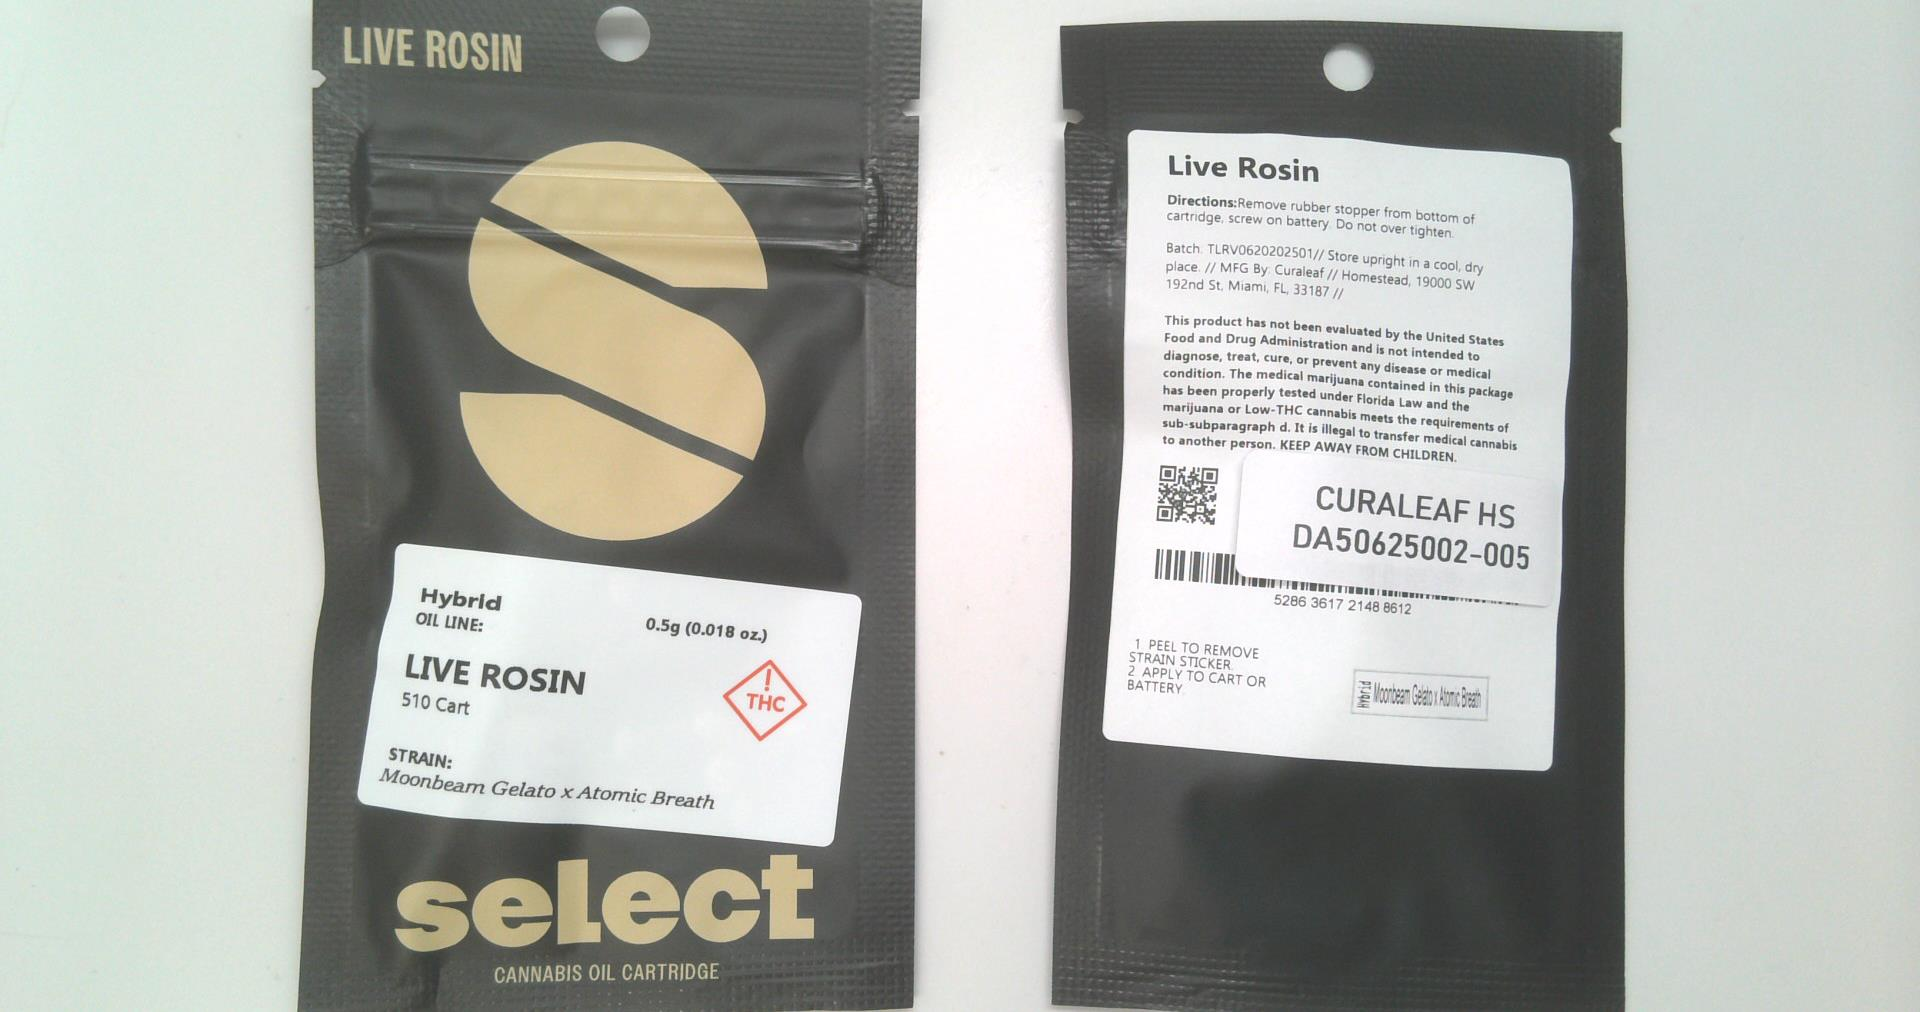 LIVE ROSIN
Hybrid
OIL LINE:
0.5g (0.018 oz.)
LIVE ROSIN
510 Cart
!
THC
STRAIN:
Moonbeam Gelato x Atomic Breath
select
CANNABIS OIL CARTRIDGE
Live Rosin
Directions:Remove rubber stopper from bottom of
cartridge, screw on battery. Do not over tighten.
Batch: TLRV0620202501// Store upright in a cool, dry
place. // MFG By: Curaleaf // Homestead, 19000 SW
192nd St, Miami, FL, 33187 //
This product has not been evaluated by the United States
Food and Drug Administration and is not intended to
diagnose, treat, cure, or prevent any disease or medical
condition. The medical marijuana contained in this package
has been properly tested under Florida Law and the
marijuana or Low-THC cannabis meets the requirements of
sub-subparagraph d. It is illegal to transfer medical cannabis
to another person. KEEP AWAY FROM CHILDREN.
CURALEAF HS
DA50625002-005
5286 3617 2148 8612
1 PEEL TO REMOVE
STRAIN STICKER.
2 APPLY TO CART OR
BATTERY.
Hybrid
Moonbeam Gelato x Atomic Breath